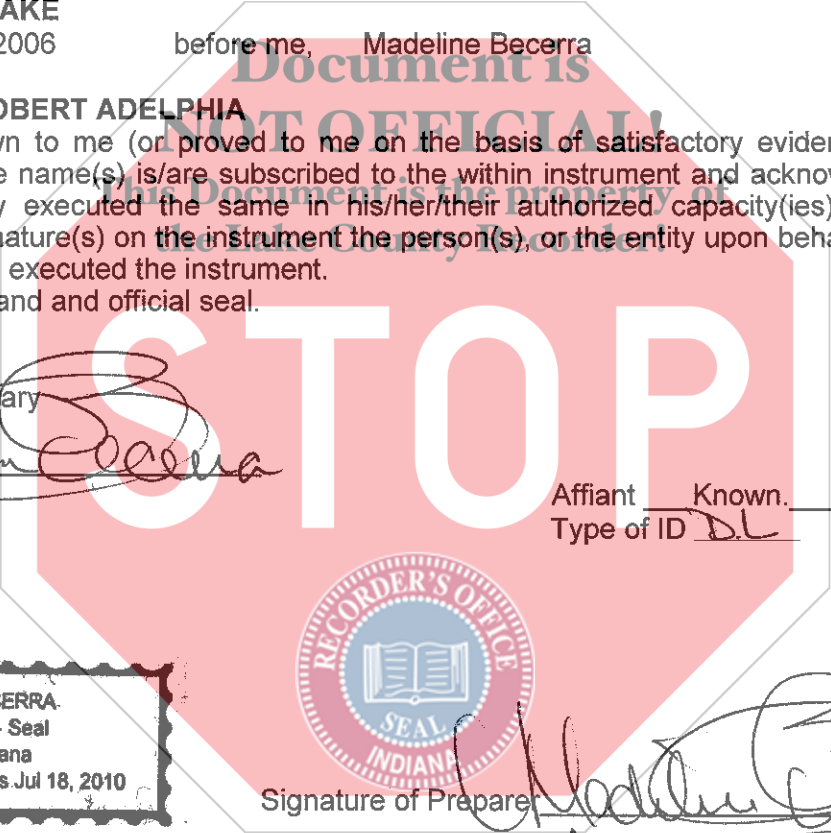 AKE
2006 before me, Madeline Becerra
Document is
OBERT ADELPHIA
NOT OFFICIAL!
wn to me (or proved to me on the basis of satisfactory eviden
e name(s) is/are subscribed to the within instrument and acknov
This Document is the property of
y executed the same in his/her/their authorized capacity(ies)
nature(s) on the instrument the person(s), or the entity upon beha
the Lake County Recorder!
executed the instrument.
and and official seal.
STOP
ary
Affiant Known.
Type of ID D.L
RECORDER'S OFFICE
SEAL
INDIANA
CERRA
Seal
ana
s Jul 18, 2010
Signature of Preparer